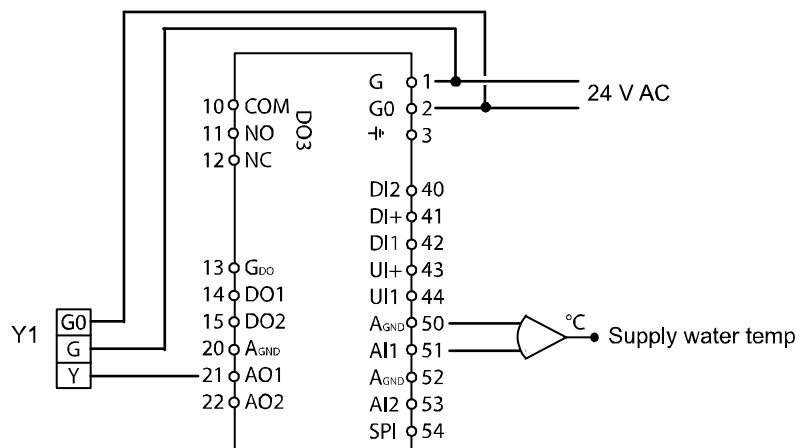 G 1
24 V AC
G0 2
10 COM
DO3
11 NO
3
12 NC
DI2 40
DI+ 41
DI1 42
13 GDO
UI+ 43
14 DO1
UI1 44
Y1
G0
15 DO2
AGND 50
°C
Supply water temp
G
20 AGND
AI1 51
Y
21 AO1
AGND 52
22 AO2
AI2 53
SPI 54